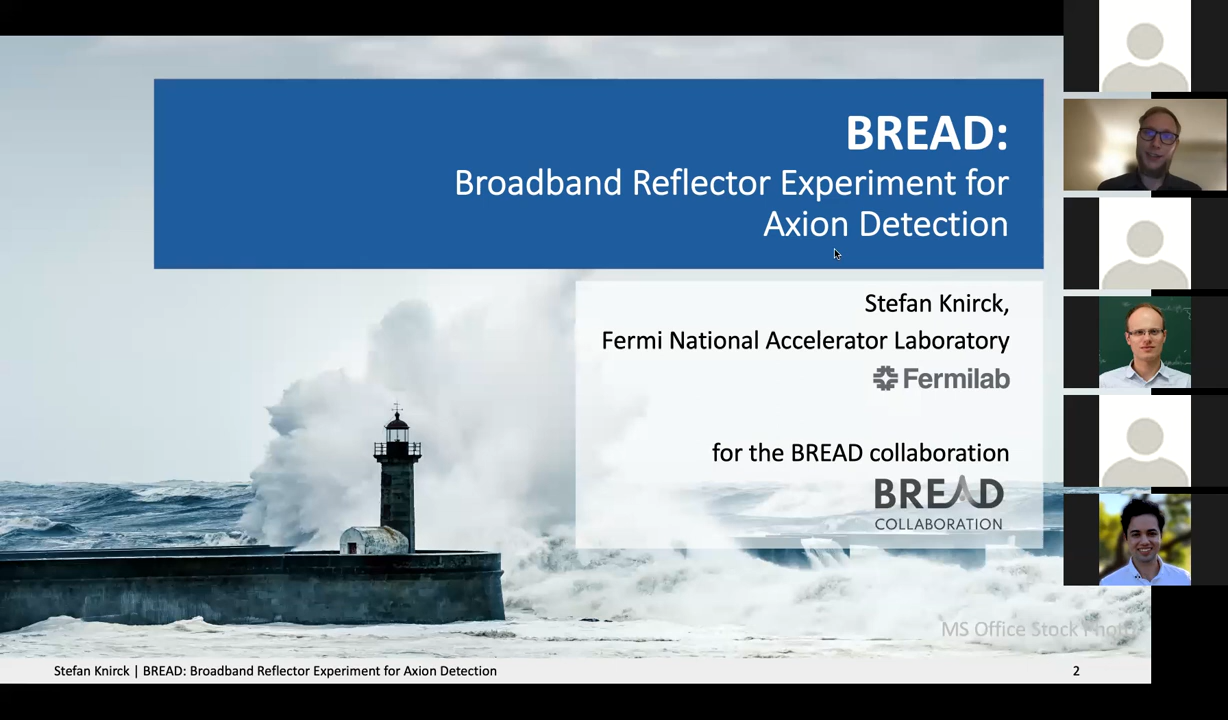 BREAD:
Broadband Reflector Experiment for
Axion Detection
Stefan Knirck,
Fermi National Accelerator Laboratory
Fermilab
for the BREAD collaboration
BREAD
COLLABORATION
MS Office Stock Photo
Stefan Knirck | BREAD: Broadband Reflector Experiment for Axion Detection
2